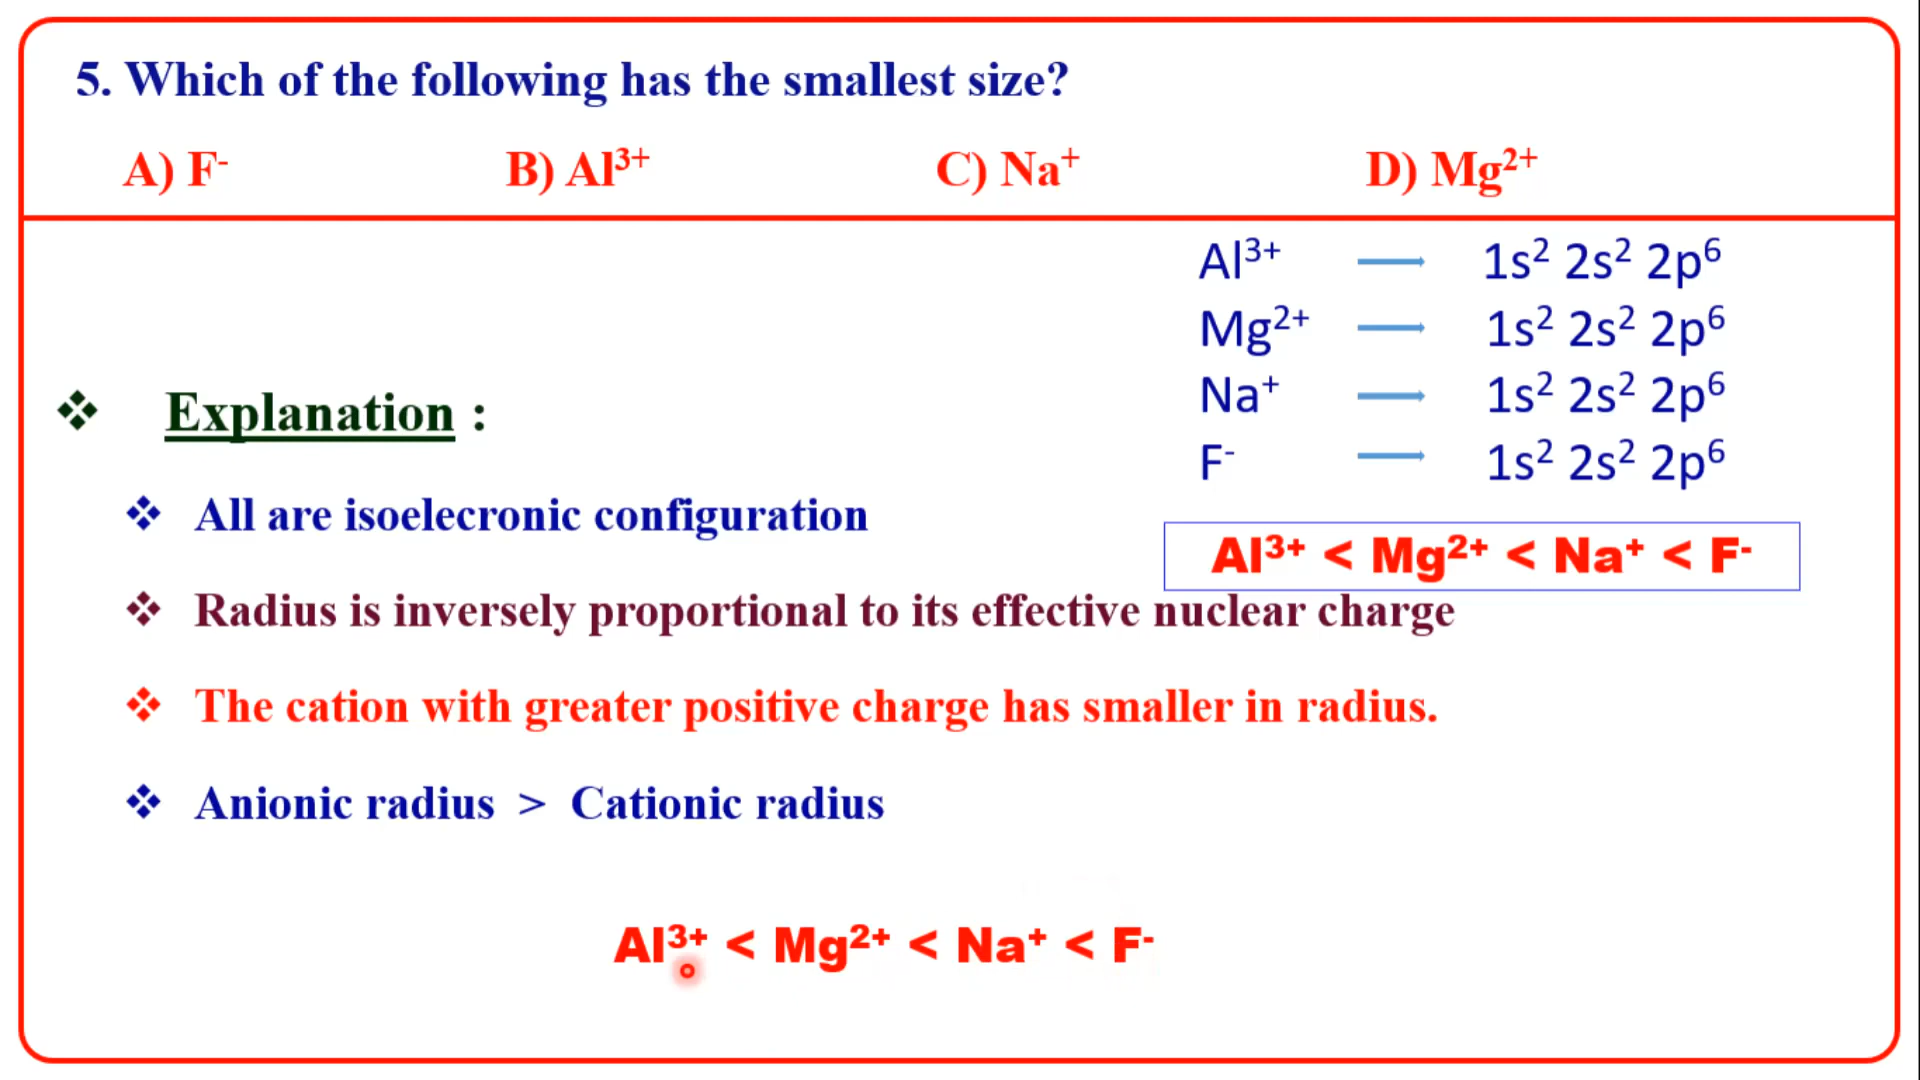 5. Which of the following has the smallest size?
A) F⁻ B) Al³⁺ C) Na⁺ D) Mg²⁺
Al³⁺ → 1s² 2s² 2p⁶
Mg²⁺ → 1s² 2s² 2p⁶
Na⁺ → 1s² 2s² 2p⁶
F⁻ → 1s² 2s² 2p⁶
Al³⁺ < Mg²⁺ < Na⁺ < F⁻
❖ Explanation :
❖ All are isoelecronic configuration
❖ Radius is inversely proportional to its effective nuclear charge
❖ The cation with greater positive charge has smaller in radius.
❖ Anionic radius > Cationic radius
Al³⁺ < Mg²⁺ < Na⁺ < F⁻